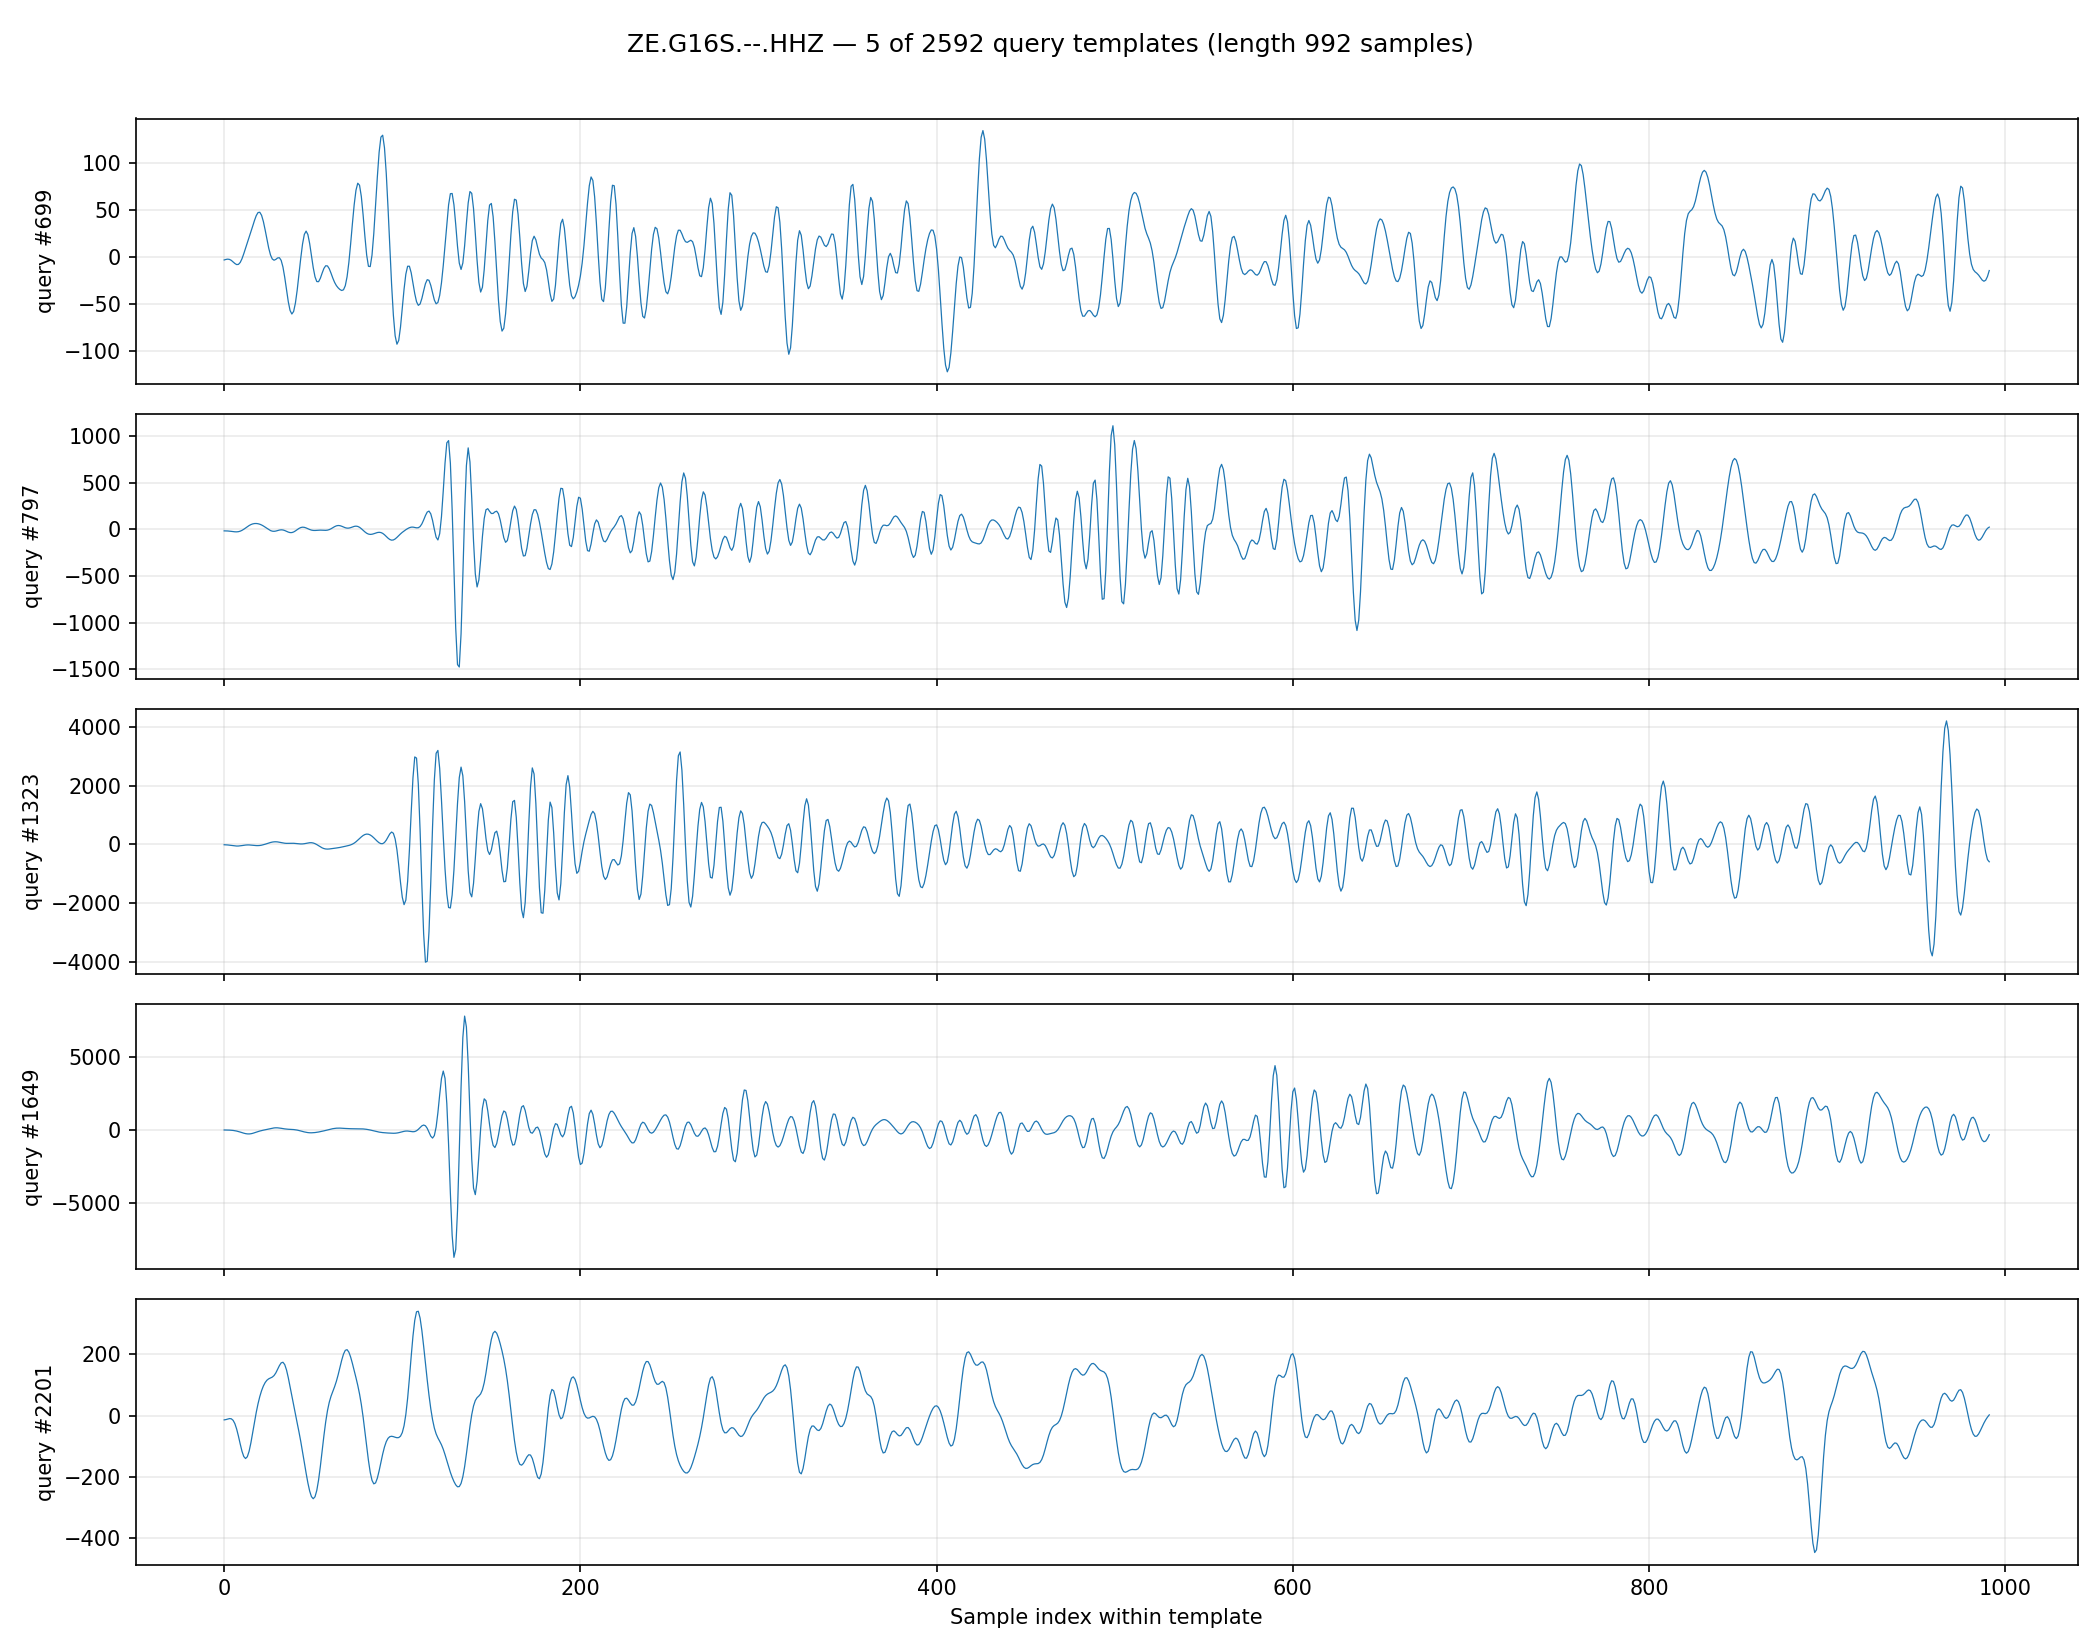 ZE.G16S.--.HHZ — 5 of 2592 query templates (length 992 samples)
100
50
0
−50
−100
query #699
1000
500
0
−500
−1000
−1500
query #797
4000
2000
0
−2000
−4000
query #1323
5000
0
−5000
query #1649
200
0
−200
−400
query #2201
0 200 400 600 800 1000
Sample index within template